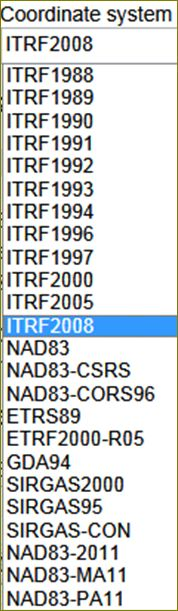 Coordinate system
ITRF2008
ITRF1988
ITRF1989
ITRF1990
ITRF1991
ITRF1992
ITRF1993
ITRF1994
ITRF1996
ITRF1997
ITRF2000
ITRF2005
ITRF2008
NAD83
NAD83-CSRS
NAD83-CORS96
ETRS89
ETRF2000-R05
GDA94
SIRGAS2000
SIRGAS95
SIRGAS-CON
NAD83-2011
NAD83-MA11
NAD83-PA11